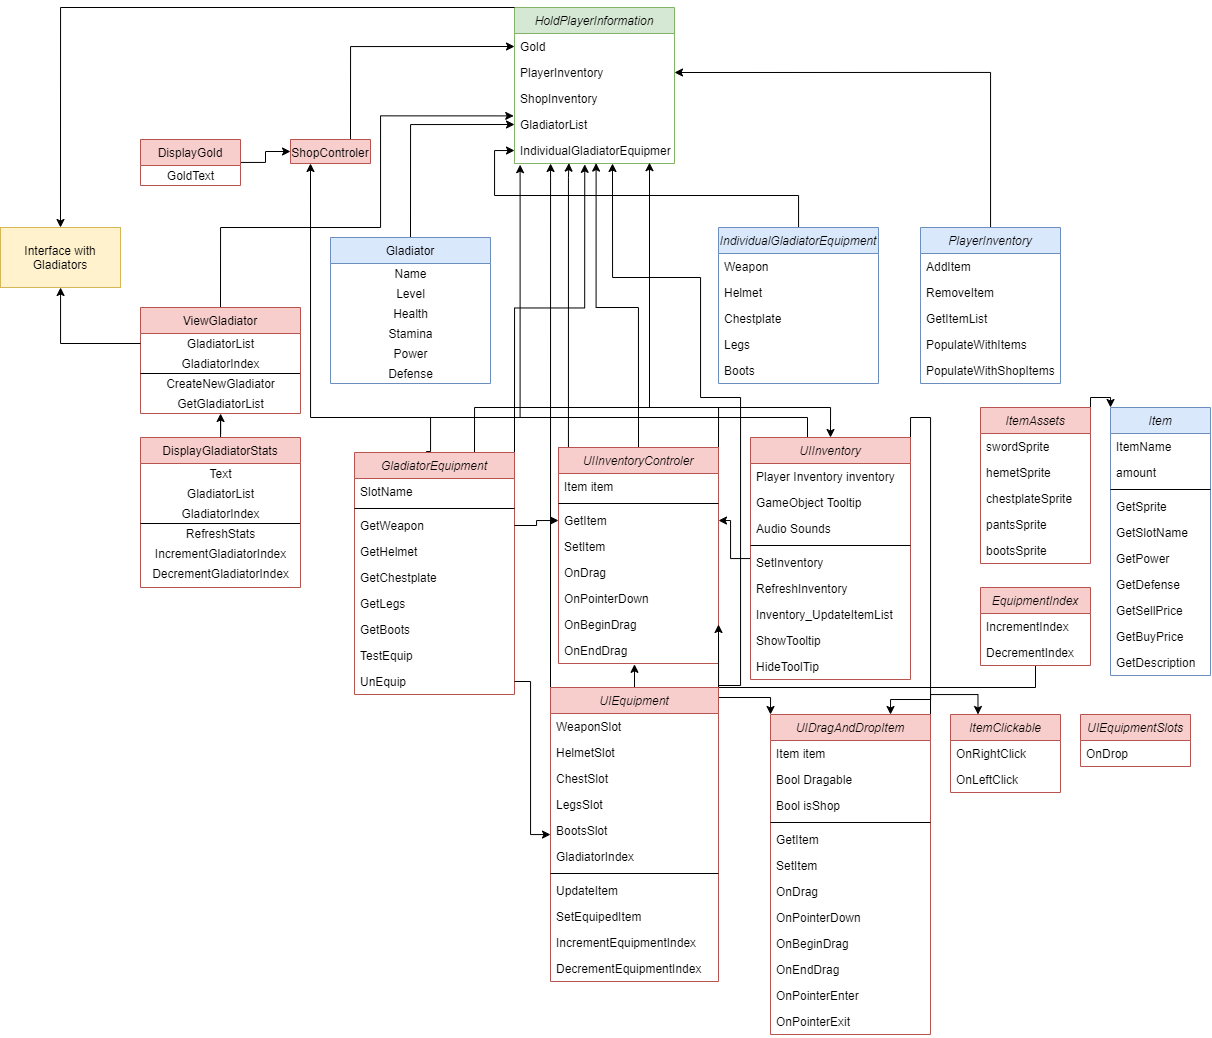 HoldPlayerInformation
Gold
PlayerInventory
ShopInventory
GladiatorList
IndividualGladiatorEquipmer
DisplayGold
GoldText
ShopControler
Interface with
Gladiators
Gladiator
Name
Level
Health
Stamina
Power
Defense
IndividualGladiatorEquipment
Weapon
Helmet
Chestplate
Legs
Boots
PlayerInventory
AddItem
RemoveItem
GetItemList
PopulateWithItems
PopulateWithShopItems
ViewGladiator
GladiatorList
GladiatorIndex
CreateNewGladiator
GetGladiatorList
DisplayGladiatorStats
Text
GladiatorList
GladiatorIndex
RefreshStats
IncrementGladiatorIndex
DecrementGladiatorIndex
GladiatorEquipment
SlotName
GetWeapon
GetHelmet
GetChestplate
GetLegs
GetBoots
TestEquip
UnEquip
UIInventoryControler
Item item
GetItem
SetItem
OnDrag
OnPointerDown
OnBeginDrag
OnEndDrag
UIInventory
Player Inventory inventory
GameObject Tooltip
Audio Sounds
SetInventory
RefreshInventory
Inventory_UpdateItemList
ShowTooltip
HideToolTip
ItemAssets
swordSprite
hemetSprite
chestplateSprite
pantsSprite
bootsSprite
Item
ItemName
amount
GetSprite
GetSlotName
GetPower
GetDefense
GetSellPrice
GetBuyPrice
GetDescription
EquipmentIndex
IncrementIndex
DecrementIndex
UIEquipment
WeaponSlot
HelmetSlot
ChestSlot
LegsSlot
BootsSlot
GladiatorIndex
UpdateItem
SetEquipedItem
IncrementEquipmentIndex
DecrementEquipmentIndex
UIDragAndDropItem
Item item
Bool Dragable
Bool isShop
GetItem
SetItem
OnDrag
OnPointerDown
OnBeginDrag
OnEndDrag
OnPointerEnter
OnPointerExit
ItemClickable
OnRightClick
OnLeftClick
UIEquipmentSlots
OnDrop